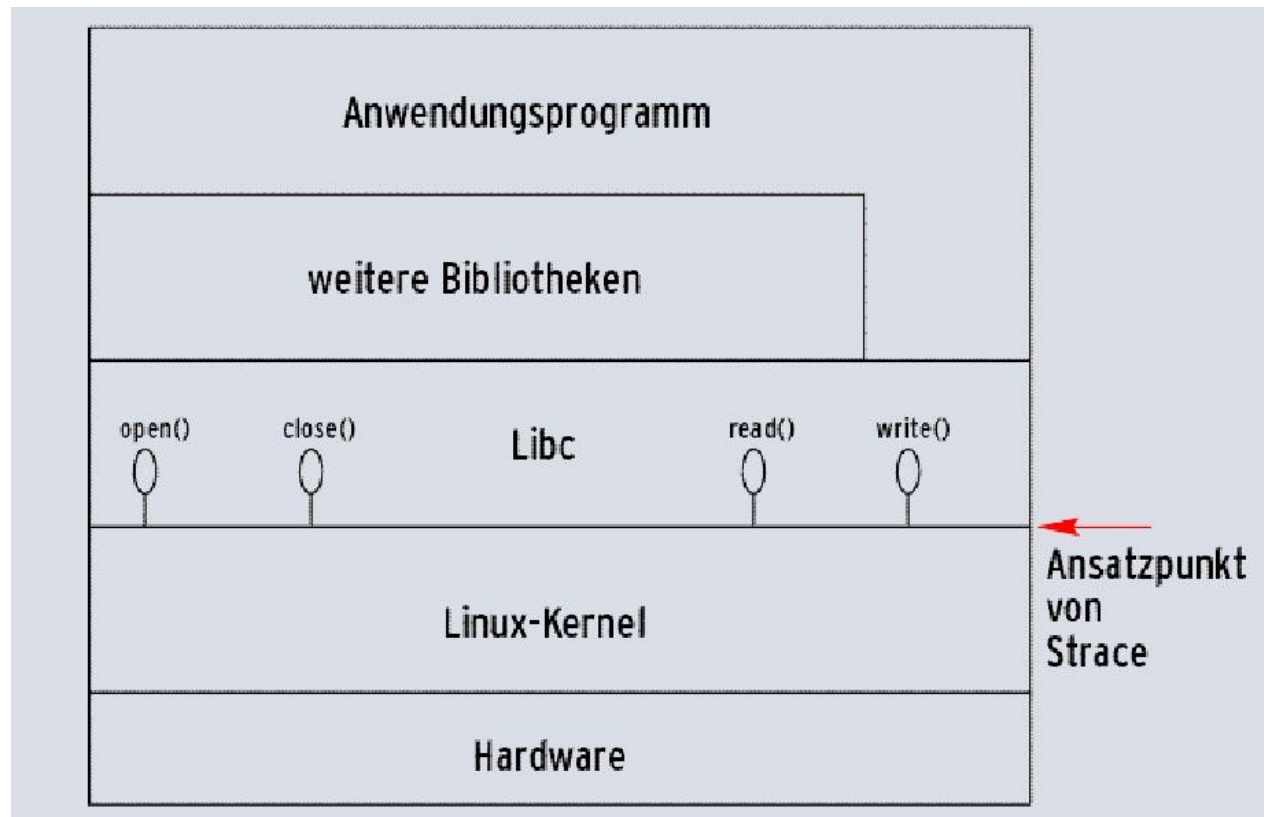 Anwendungsprogramm
weitere Bibliotheken
open() close() Libc read() write()
Linux-Kernel
Ansatzpunkt
von
Strace
Hardware